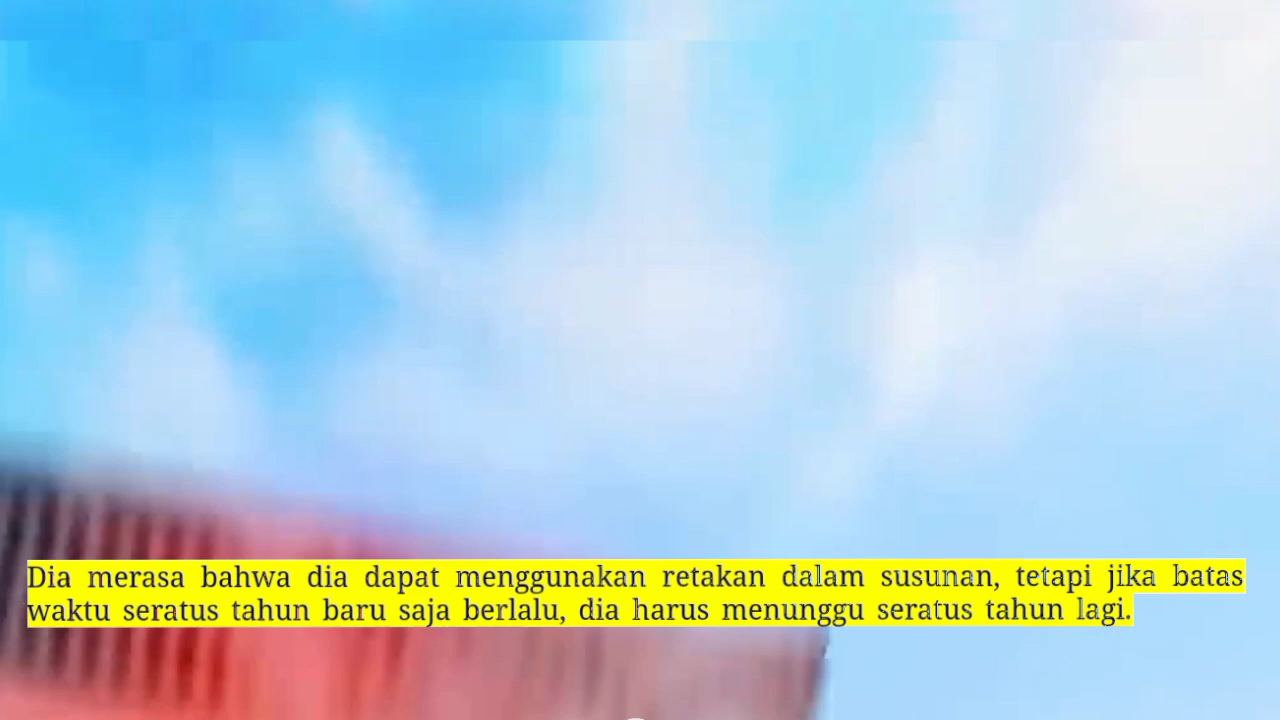 Dia merasa bahwa dia dapat menggunakan retakan dalam susunan, tetapi jika batas
waktu seratus tahun baru saja berlalu, dia harus menunggu seratus tahun lagi.